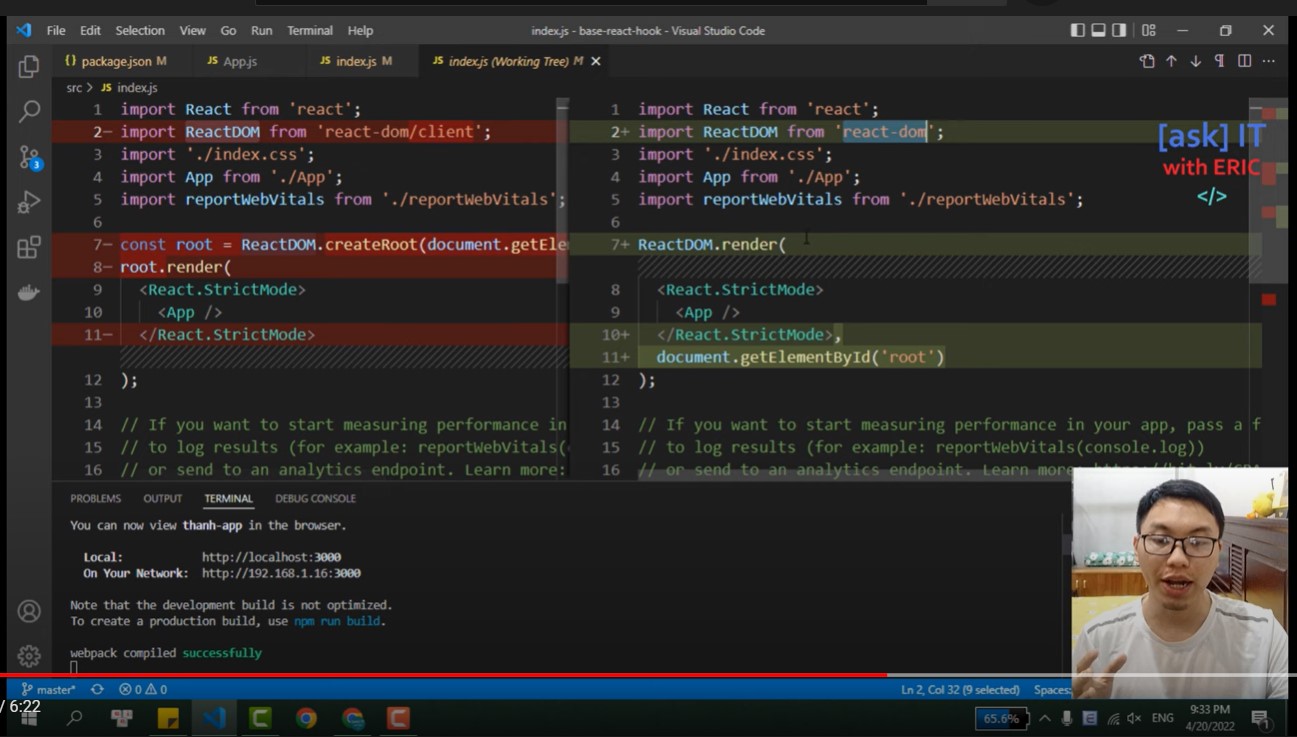 File Edit Selection View Go Run Terminal Help index.js - base-react-hook - Visual Studio Code
{} package.json M JS App.js JS index.js M JS index.js (Working Tree) M
src > JS index.js
1 import React from 'react';
2− import ReactDOM from 'react-dom/client';
3 import './index.css';
4 import App from './App';
5 import reportWebVitals from './reportWebVitals';
6
7− const root = ReactDOM.createRoot(document.getEle
8− root.render(
9 <React.StrictMode>
10 <App />
11− </React.StrictMode>
12 );
13
14 // If you want to start measuring performance in
15 // to log results (for example: reportWebVitals(
16 // or send to an analytics endpoint. Learn more:
1 import React from 'react';
2+ import ReactDOM from 'react-dom';
3 import './index.css';
4 import App from './App';
5 import reportWebVitals from './reportWebVitals';
6
7+ ReactDOM.render(
8 <React.StrictMode>
9 <App />
10+ </React.StrictMode>,
11+ document.getElementById('root')
12 );
13
14 // If you want to start measuring performance in your app, pass a f
15 // to log results (for example: reportWebVitals(console.log))
16 // or send to an analytics endpoint. Learn more:
[ask] IT
with ERIC
</>
3
PROBLEMS OUTPUT TERMINAL DEBUG CONSOLE
You can now view thanh-app in the browser.
Local: http://localhost:3000
On Your Network: http://192.168.1.16:3000
Note that the development build is not optimized.
To create a production build, use npm run build.
webpack compiled successfully
master* 0 0 Ln 2, Col 32 (9 selected) Spaces:
/ 6:22
65.6% ENG 9:33 PM
4/20/2022
1